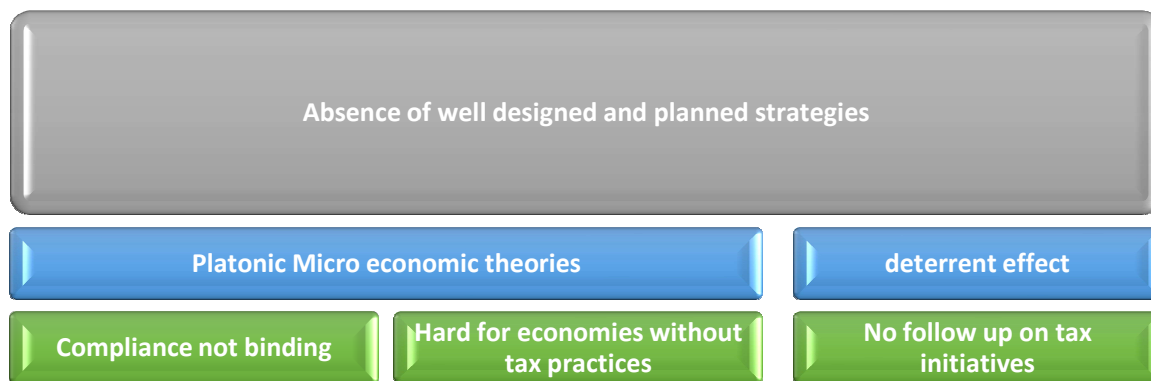 Absence of well designed and planned strategies
Platonic Micro economic theories
deterrent effect
Compliance not binding
Hard for economies without
tax practices
No follow up on tax
initiatives